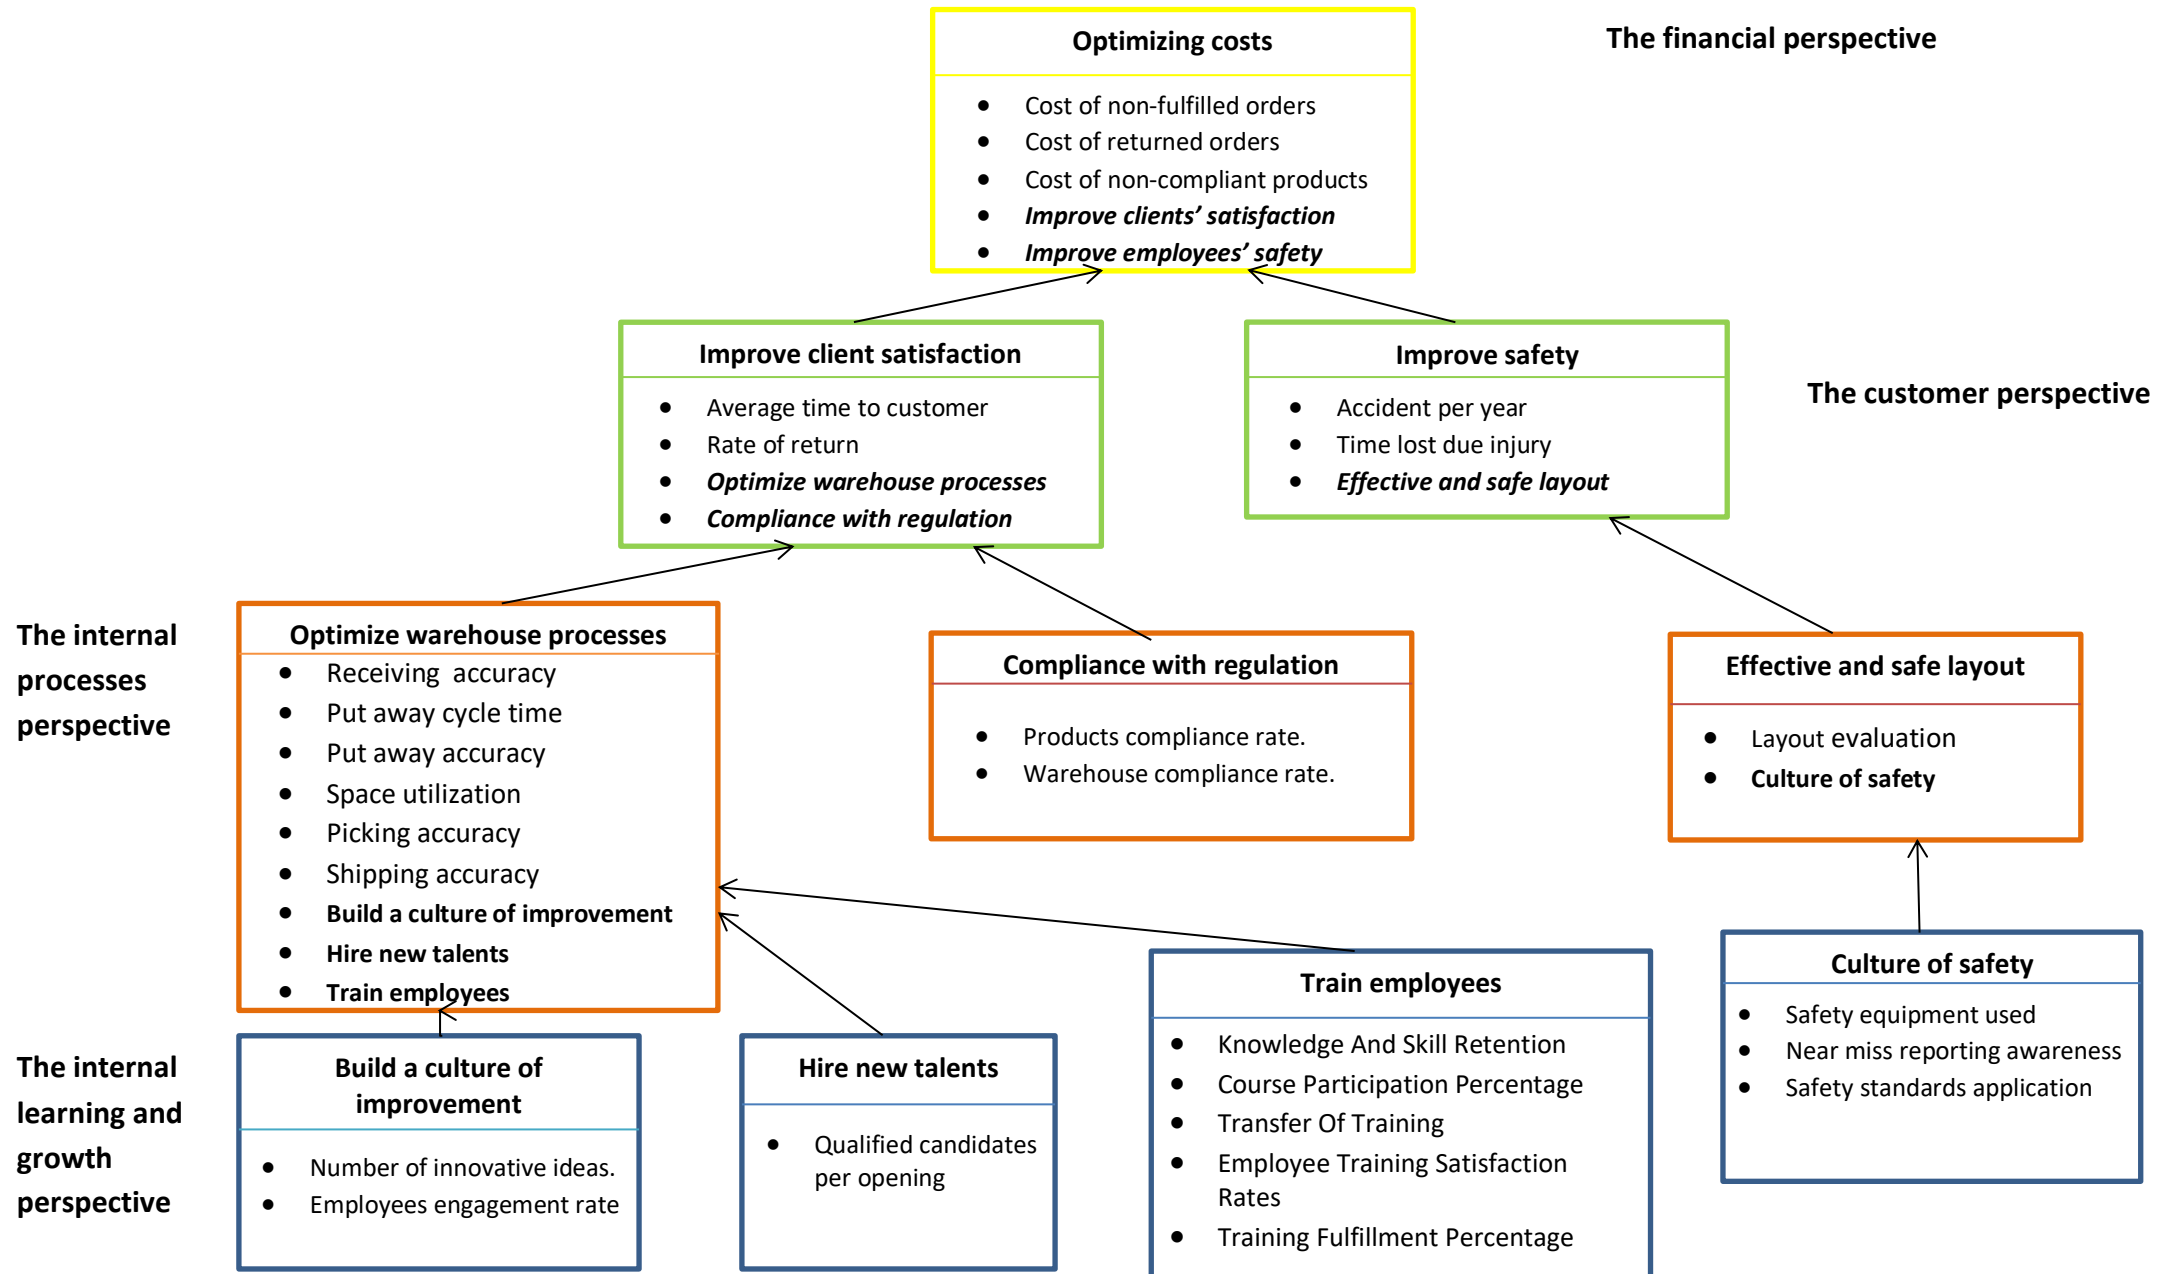 Optimizing costs
The financial perspective
• Cost of non-fulfilled orders
• Cost of returned orders
• Cost of non-compliant products
• Improve clients’ satisfaction
• Improve employees’ safety
Improve client satisfaction
• Average time to customer
• Rate of return
• Optimize warehouse processes
• Compliance with regulation
Improve safety
• Accident per year
• Time lost due injury
• Effective and safe layout
The customer perspective
The internal
processes
perspective
Optimize warehouse processes
• Receiving accuracy
• Put away cycle time
• Put away accuracy
• Space utilization
• Picking accuracy
• Shipping accuracy
• Build a culture of improvement
• Hire new talents
• Train employees
Compliance with regulation
• Products compliance rate.
• Warehouse compliance rate.
Effective and safe layout
• Layout evaluation
• Culture of safety
The internal
learning and
growth
perspective
Build a culture of
improvement
• Number of innovative ideas.
• Employees engagement rate
Hire new talents
• Qualified candidates
per opening
Train employees
• Knowledge And Skill Retention
• Course Participation Percentage
• Transfer Of Training
• Employee Training Satisfaction
Rates
• Training Fulfillment Percentage
Culture of safety
• Safety equipment used
• Near miss reporting awareness
• Safety standards application